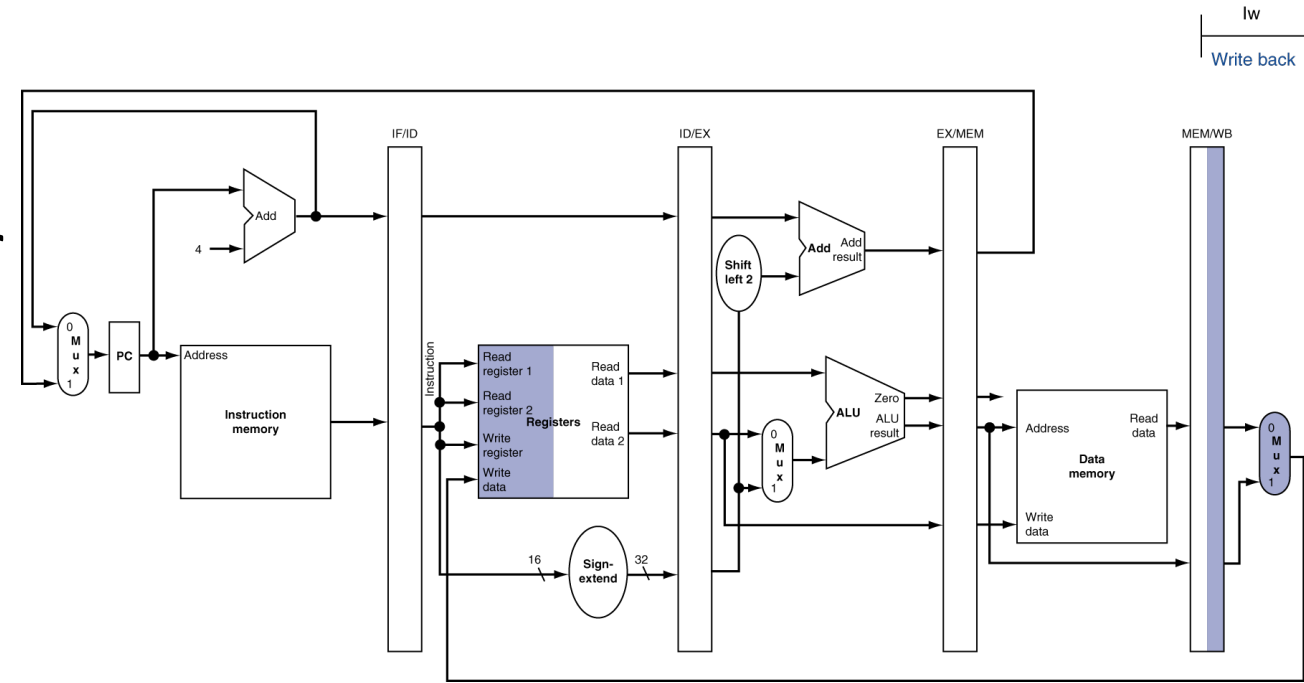 lw
Write back
IF/ID
ID/EX
EX/MEM
MEM/WB
Add
4
Add
Add
result
Shift
left 2
0
M
u
x
1
PC
Address
Instruction
memory
Instruction
Read
register 1
Read
register 2
Registers
Write
register
Write
data
Read
data 1
Read
data 2
16
Sign-
extend
32
0
M
u
x
1
Zero
ALU
ALU
result
Address
Read
data
Data
memory
Write
data
0
M
u
x
1